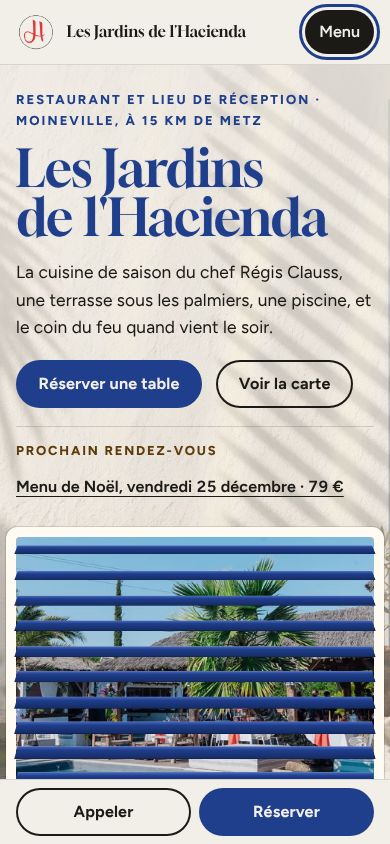 Les Jardins de l'Hacienda
Menu
RESTAURANT ET LIEU DE RÉCEPTION ·
MOINEVILLE, À 15 KM DE METZ
Les Jardins
de l'Hacienda
La cuisine de saison du chef Régis Clauss,
une terrasse sous les palmiers, une piscine, et
le coin du feu quand vient le soir.
Réserver une table
Voir la carte
PROCHAIN RENDEZ-VOUS
Menu de Noël, vendredi 25 décembre · 79 €
Appeler
Réserver